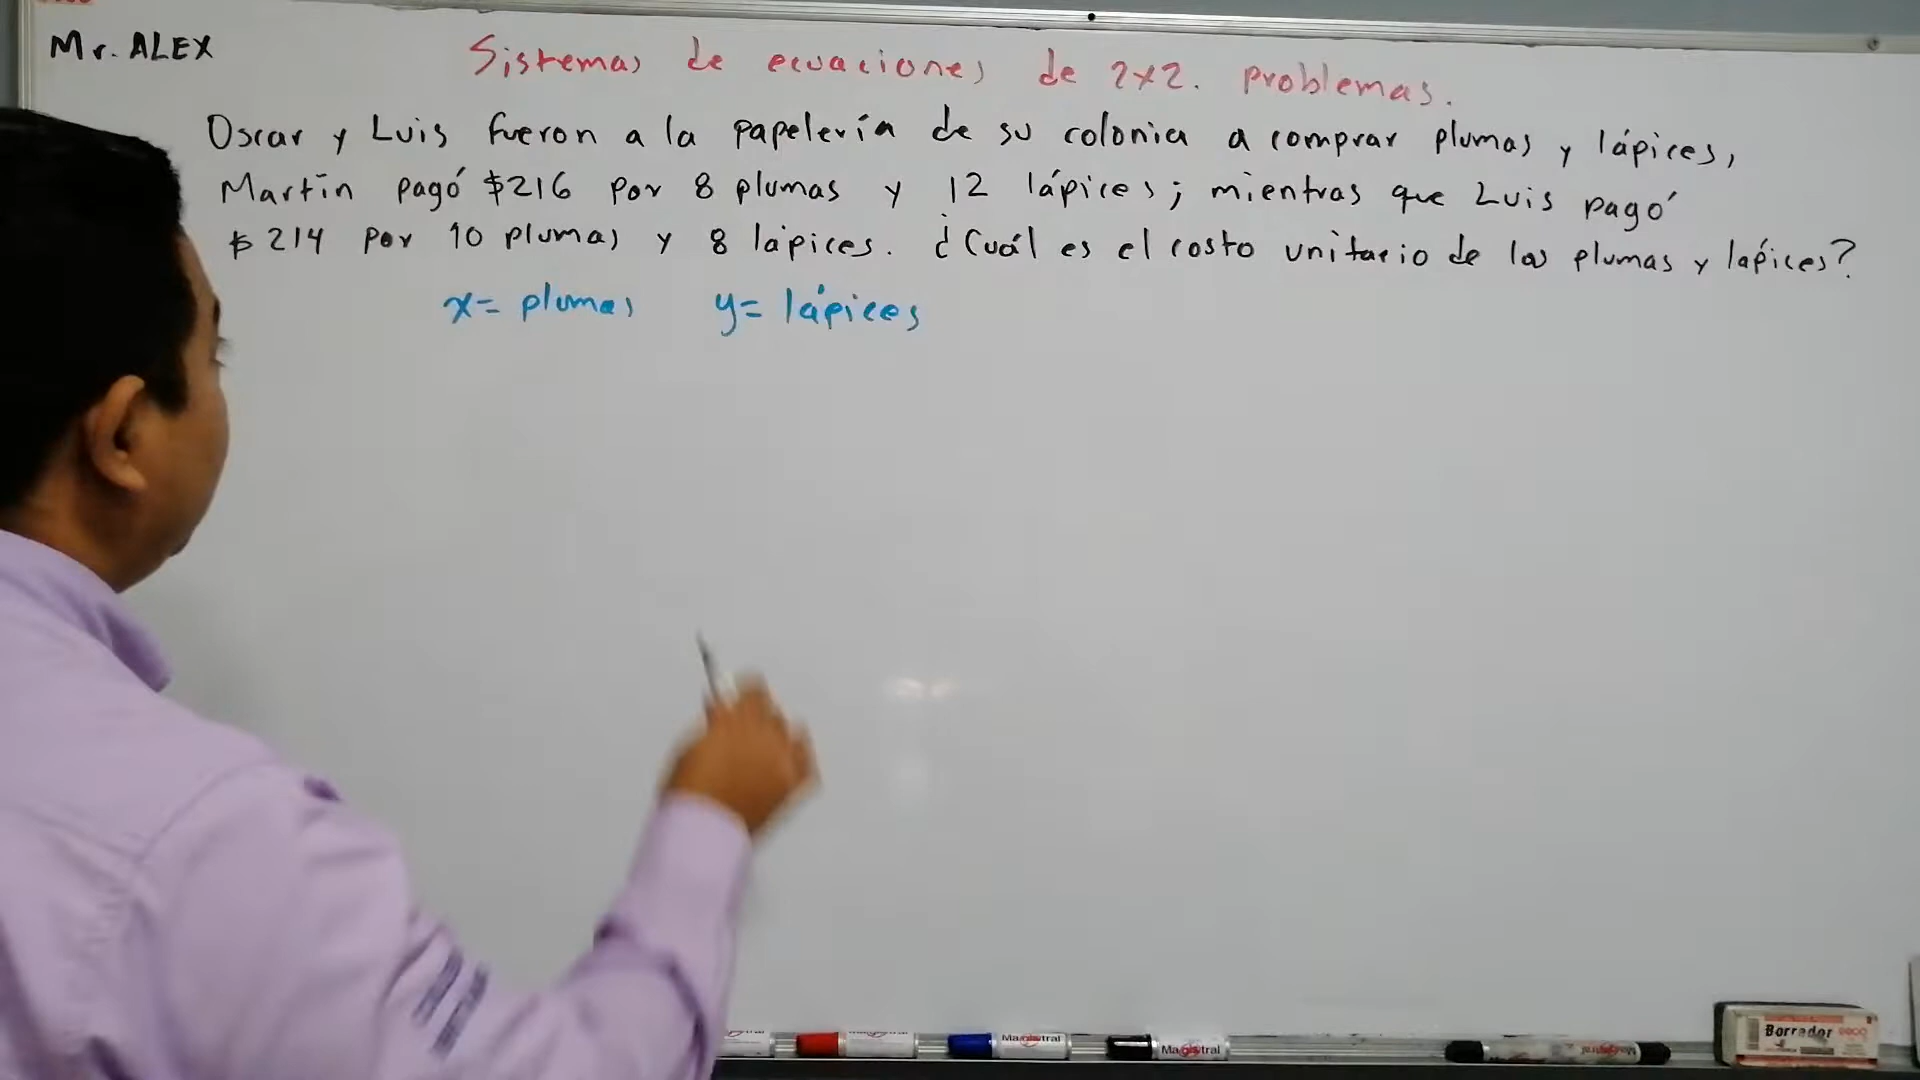 Mr. ALEX
Sistemas de ecuaciones de 2x2. problemas.
Oscar y Luis fueron a la papelería de su colonia a comprar plumas y lápices,
Martín pagó $216 por 8 plumas y 12 lápices; mientras que Luis pagó
$214 por 10 plumas y 8 lápices. ¿Cuál es el costo unitario de las plumas y lápices?
x= plumas y= lápices
Magistral
Magistral
Borrador